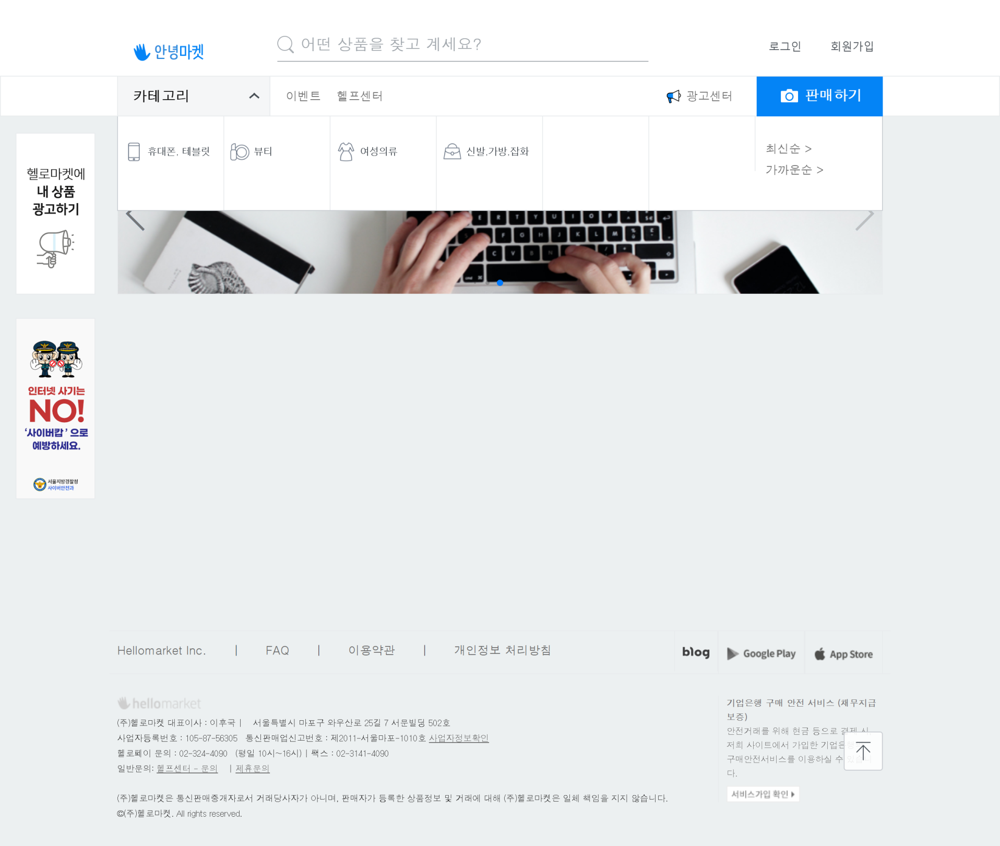 안녕마켓
어떤 상품을 찾고 계세요?
로그인
회원가입
카테고리
이벤트
헬프센터
광고센터
판매하기
휴대폰, 테블릿
뷰티
여성의류
신발,가방,잡화
최신순 >
가까운순 >
헬로마켓에
내 상품
광고하기
인터넷 사기는
NO!
‘사이버캅’ 으로
예방하세요.
서울지방경찰청
사이버안전과
Hellomarket Inc. | FAQ | 이용약관 | 개인정보 처리방침
blog
Google Play
App Store
hellomarket
(주)헬로마켓 대표이사 : 이후국 | 서울특별시 마포구 와우산로 25길 7 서문빌딩 502호
사업자등록번호 : 105-87-56305 통신판매업신고번호 : 제2011-서울마포-1010호 사업자정보확인
헬로페이 문의 : 02-324-4090 (평일 10시~16시) | 팩스 : 02-3141-4090
일반문의: 헬프센터 - 문의 | 제휴문의
(주)헬로마켓은 통신판매중개자로서 거래당사자가 아니며, 판매자가 등록한 상품정보 및 거래에 대해 (주)헬로마켓은 일체 책임을 지지 않습니다.
©(주)헬로마켓. All rights reserved.
기업은행 구매 안전 서비스 (채무지급
보증)
안전거래를 위해 현금 등으로 결제 시,
저희 사이트에서 가입한 기업은행
구매안전서비스를 이용하실 수 있습니
다.
서비스가입 확인